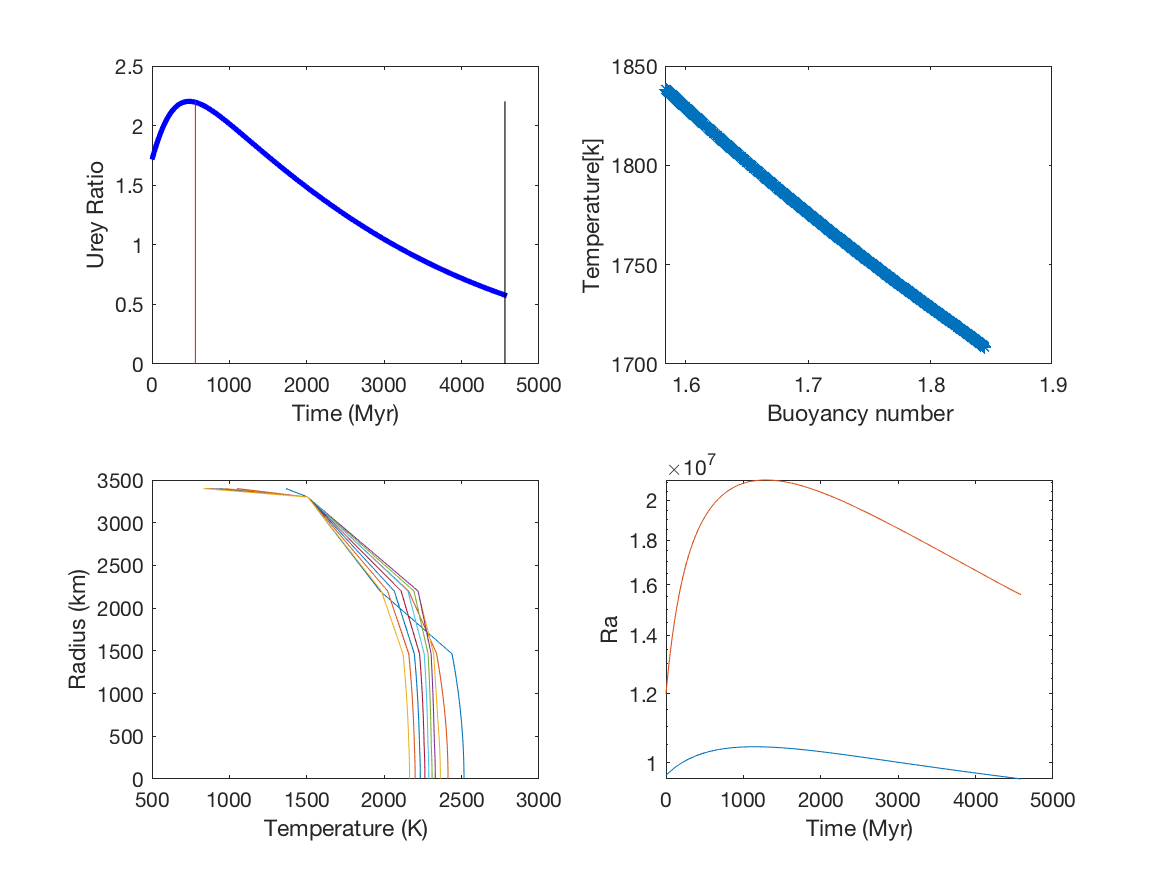 2.5
2
1.5
1
0.5
0
0 1000 2000 3000 4000 5000
Urey Ratio
Time (Myr)
1850
1800
1750
1700
1.6 1.7 1.8 1.9
Temperature[k]
Buoyancy number
3500
3000
2500
2000
1500
1000
500
0
500 1000 1500 2000 2500 3000
Radius (km)
Temperature (K)
×10⁷
2
1.8
1.6
1.4
1.2
1
0 1000 2000 3000 4000 5000
Ra
Time (Myr)